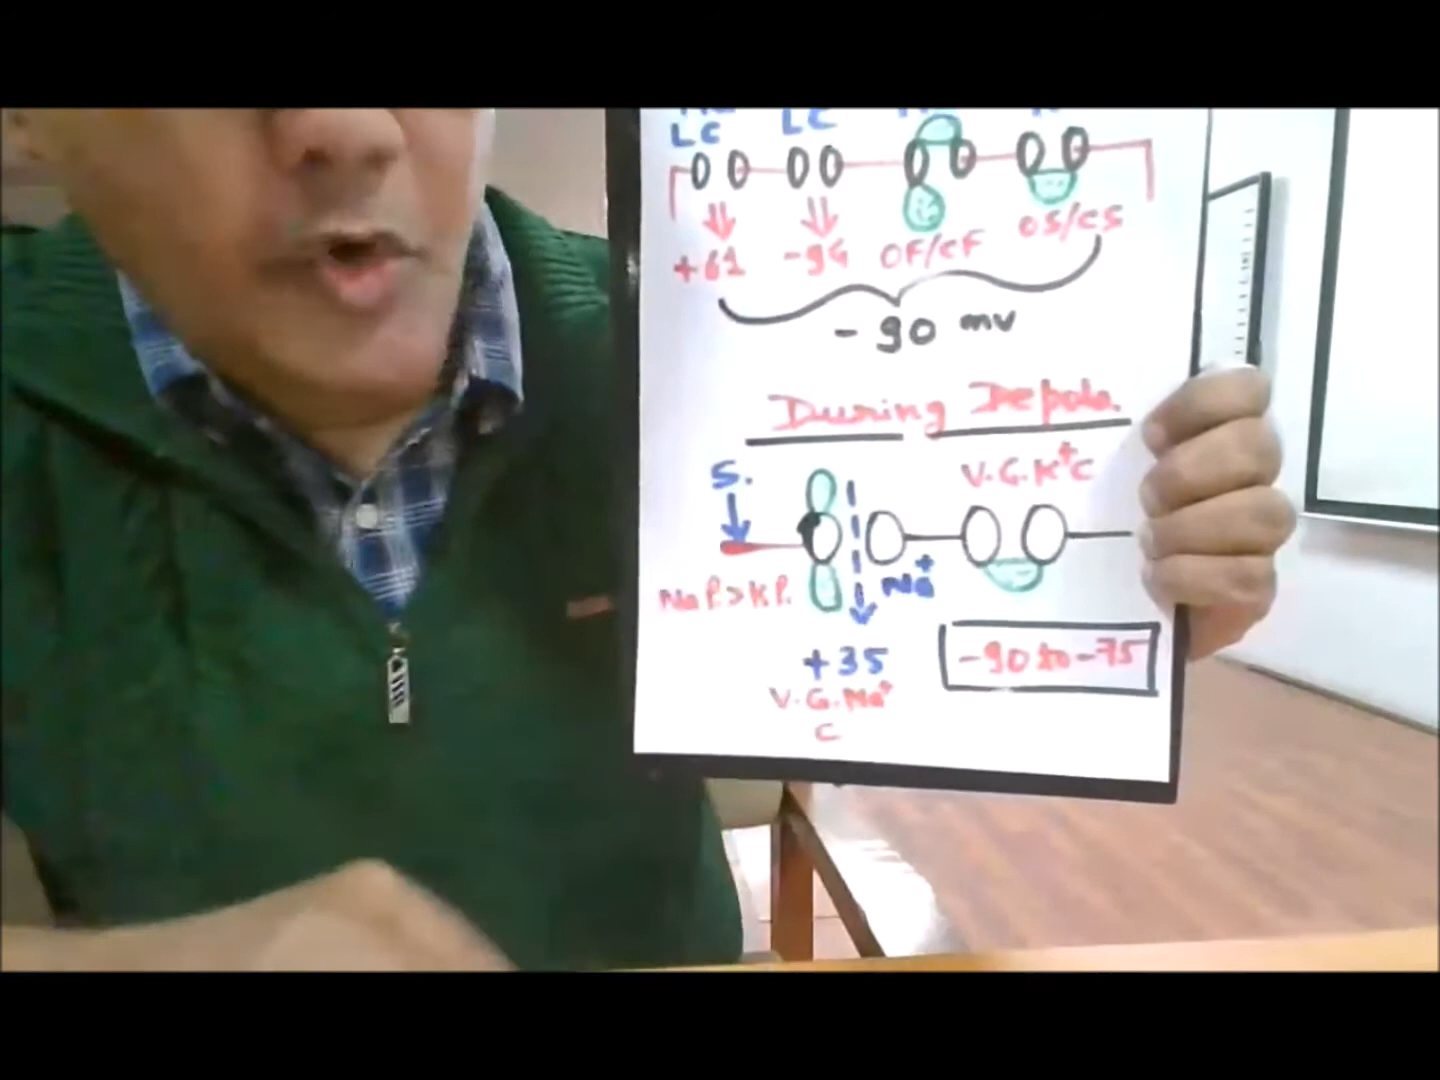 LC LC
+61 -94 OF/CF OS/CS
- 90 mv
During Depola.
S. V.G.K+C
Na P.>K P. Na+
+35 -90 to -75
V.G.Na+
C